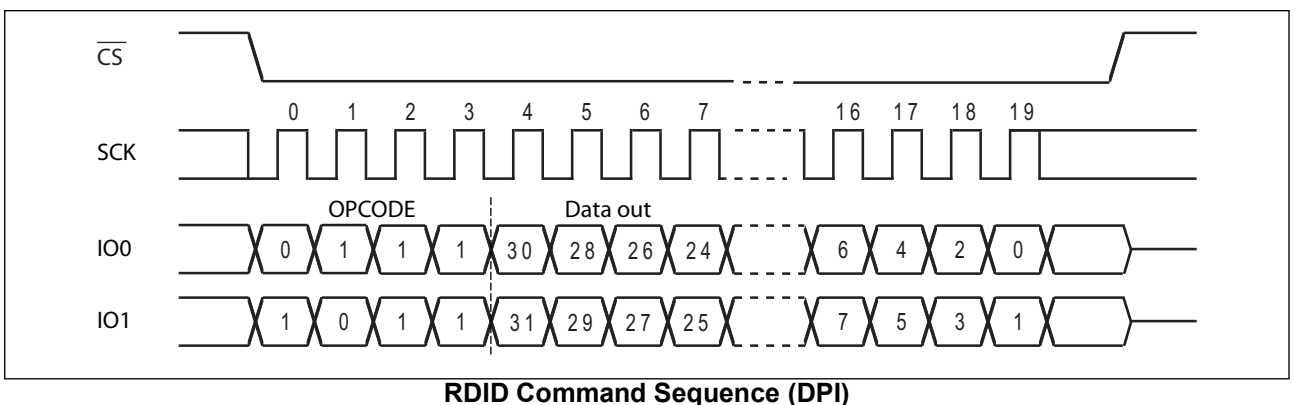 CS
0 1 2 3 4 5 6 7 16 17 18 19
SCK
OPCODE Data out
IO0 0 1 1 1 30 28 26 24 6 4 2 0
IO1 1 0 1 1 31 29 27 25 7 5 3 1
RDID Command Sequence (DPI)